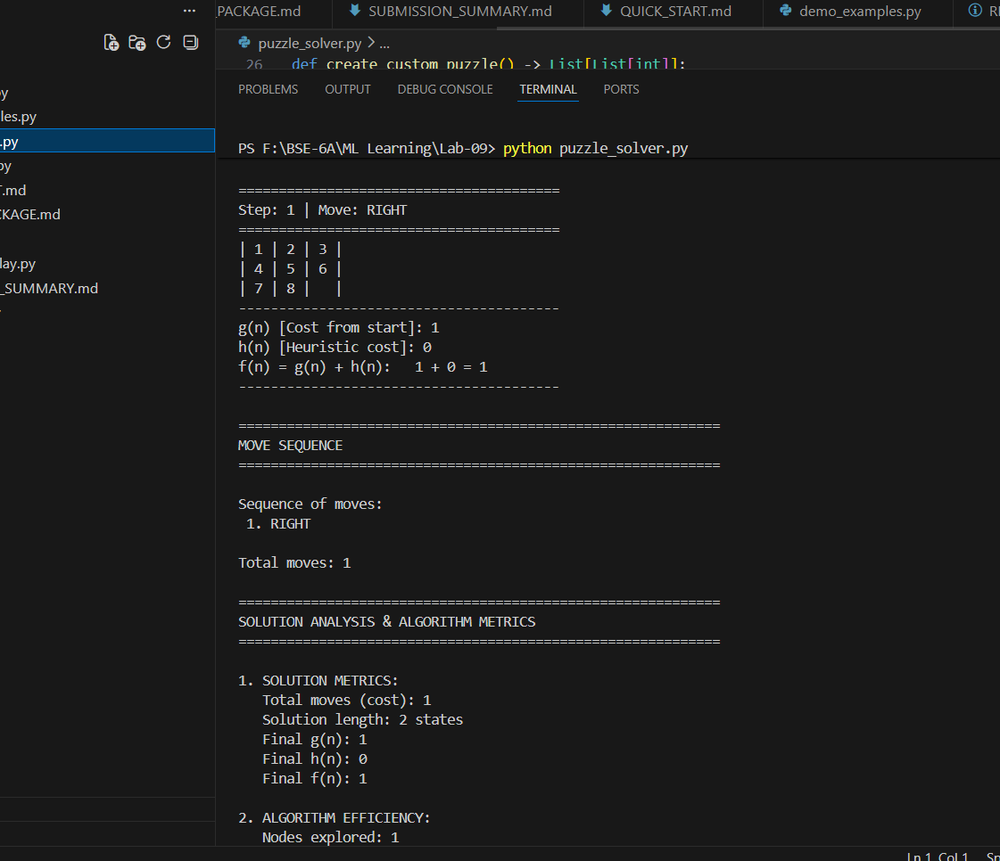 _PACKAGE.md
SUBMISSION_SUMMARY.md
QUICK_START.md
demo_examples.py
puzzle_solver.py > ...
26 def create_custom_puzzle() -> List[List[int]]:
PROBLEMS OUTPUT DEBUG CONSOLE TERMINAL PORTS
les.py
.py
.md
KAGE.md
lay.py
_SUMMARY.md
PS F:\BSE-6A\ML Learning\Lab-09> python puzzle_solver.py
========================================
Step: 1 | Move: RIGHT
========================================
| 1 | 2 | 3 |
| 4 | 5 | 6 |
| 7 | 8 |   |
----------------------------------------
g(n) [Cost from start]: 1
h(n) [Heuristic cost]: 0
f(n) = g(n) + h(n):   1 + 0 = 1
----------------------------------------
============================================================
MOVE SEQUENCE
============================================================
Sequence of moves:
 1. RIGHT
Total moves: 1
============================================================
SOLUTION ANALYSIS & ALGORITHM METRICS
============================================================
1. SOLUTION METRICS:
   Total moves (cost): 1
   Solution length: 2 states
   Final g(n): 1
   Final h(n): 0
   Final f(n): 1
2. ALGORITHM EFFICIENCY:
   Nodes explored: 1
Ln 1, Col 1